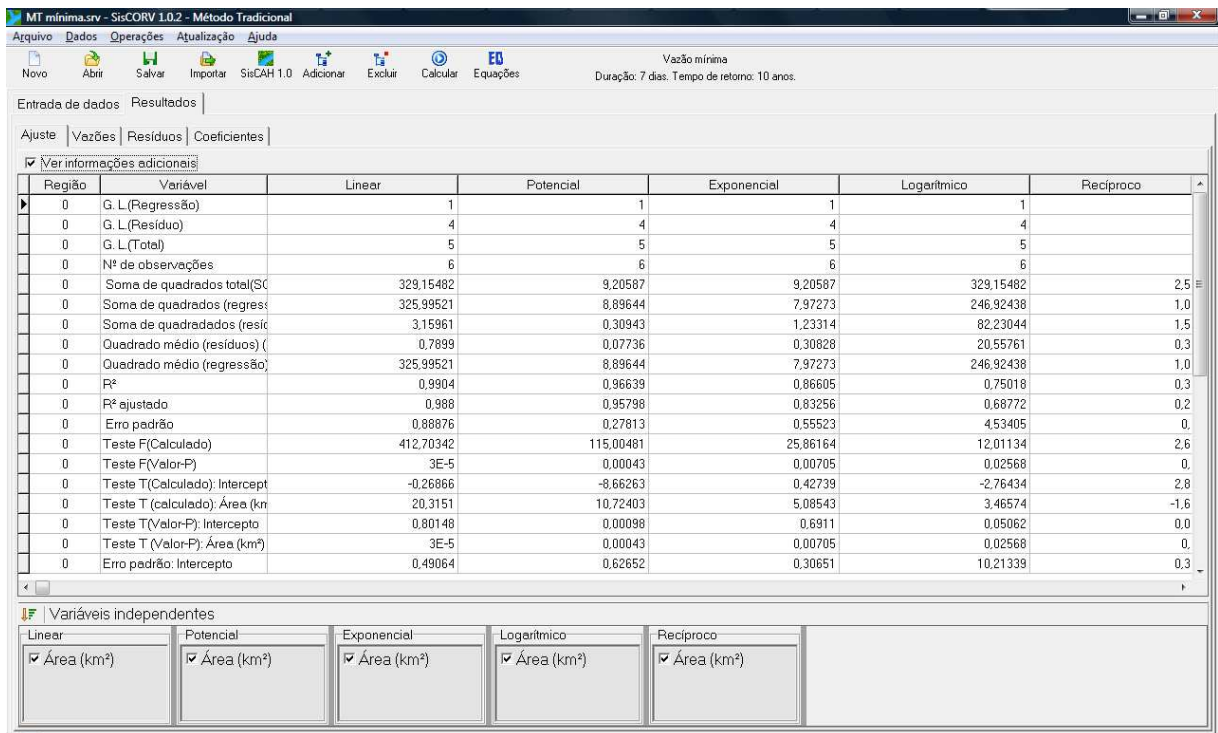 MT mínima.srv - SisCORV 1.0.2 - Método Tradicional
Arquivo Dados Operações Atualização Ajuda
Novo Abrir Salvar Importar SisCAH 1.0 Adicionar Excluir Calcular Equações
Vazão mínima
Duração: 7 dias. Tempo de retorno: 10 anos.
Entrada de dados Resultados
Ajuste Vazões Resíduos Coeficientes
Ver informações adicionais
Região Variável Linear Potencial Exponencial Logarítmico Recíproco
0 G. L.(Regressão) 1 1 1 1
0 G. L.(Resíduo) 4 4 4 4
0 G. L.(Total) 5 5 5 5
0 Nº de observações 6 6 6 6
0 Soma de quadrados total(SQ 329,15482 9,20587 9,20587 329,15482 2,5
0 Soma de quadrados (regress 325,99521 8,89644 7,97273 246,92438 1,0
0 Soma de quadradados (resíd 3,15961 0,30943 1,23314 82,23044 1,5
0 Quadrado médio (resíduos) ( 0,7899 0,07736 0,30828 20,55761 0,3
0 Quadrado médio (regressão) 325,99521 8,89644 7,97273 246,92438 1,0
0 R² 0,9904 0,96639 0,86605 0,75018 0,3
0 R² ajustado 0,988 0,95798 0,83256 0,68772 0,2
0 Erro padrão 0,88876 0,27813 0,55523 4,53405 0,
0 Teste F(Calculado) 412,70342 115,00481 25,86164 12,01134 2,6
0 Teste F(Valor-P) 3E-5 0,00043 0,00705 0,02568 0,
0 Teste T(Calculado): Intercept -0,26866 -8,66263 0,42739 -2,76434 2,8
0 Teste T (calculado): Área (km 20,3151 10,72403 5,08543 3,46574 -1,6
0 Teste T(Valor-P): Intercepto 0,80148 0,00098 0,6911 0,05062 0,0
0 Teste T (Valor-P): Área (km²) 3E-5 0,00043 0,00705 0,02568 0,
0 Erro padrão: Intercepto 0,49064 0,62652 0,30651 10,21339 0,3
Variáveis independentes
Linear Potencial Exponencial Logarítmico Recíproco
Área (km²) Área (km²) Área (km²) Área (km²) Área (km²)